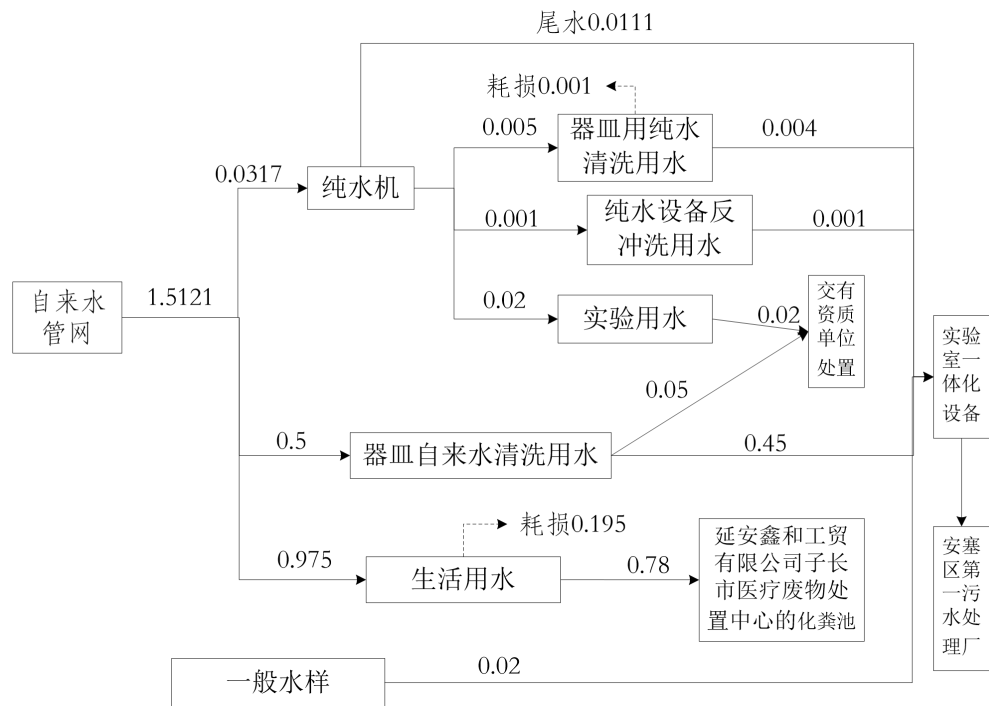 尾水0.0111
耗损0.001
0.005
器皿用纯水
清洗用水
0.004
0.0317
纯水机
0.001
纯水设备反
冲洗用水
0.001
自来水
管网
1.5121
0.02
实验用水
0.02
交有
资质
单位
处置
实验
室一
体化
设备
0.05
0.5
器皿自来水清洗用水
0.45
耗损0.195
0.975
生活用水
0.78
延安鑫和工贸
有限公司子长
市医疗废物处
置中心的化粪池
安塞
区第
一污
水处
理厂
一般水样
0.02